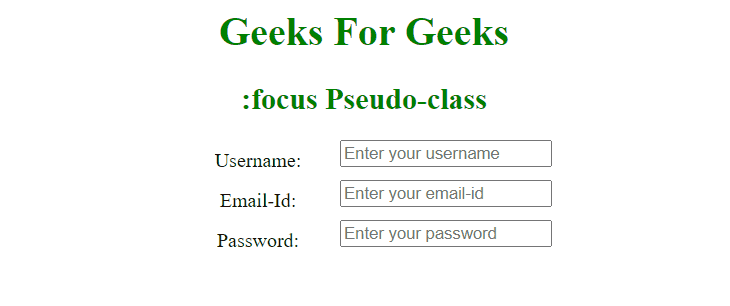 Geeks For Geeks
:focus Pseudo-class
Username: Enter your username
Email-Id: Enter your email-id
Password: Enter your password